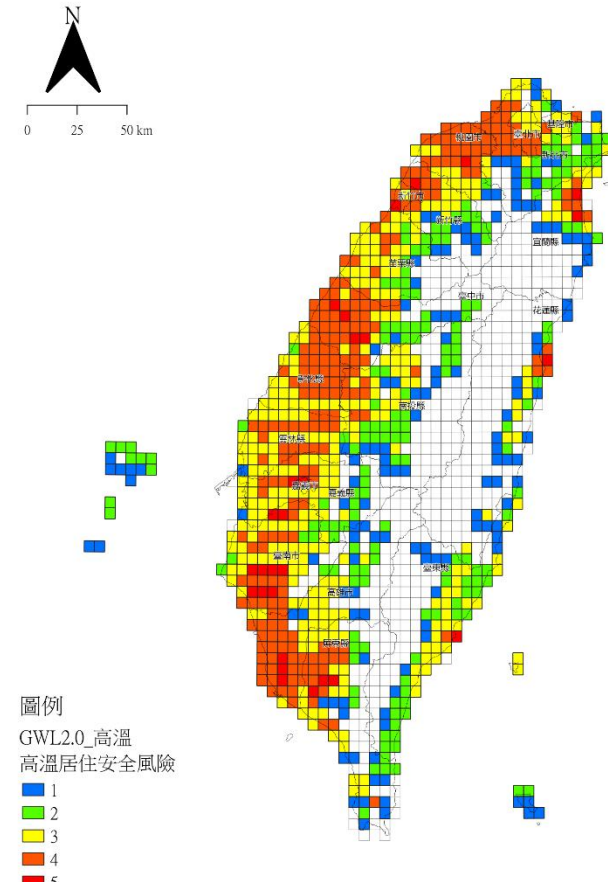 N
0 25 50 km
基隆市
臺北市
桃園市
新北市
新竹市
新竹縣
宜蘭縣
苗栗縣
臺中市
花蓮縣
彰化縣
南投縣
雲林縣
嘉義市
嘉義縣
臺南市
臺東縣
高雄市
屏東縣
圖例
GWL2.0_高溫
高溫居住安全風險
1
2
3
4
5